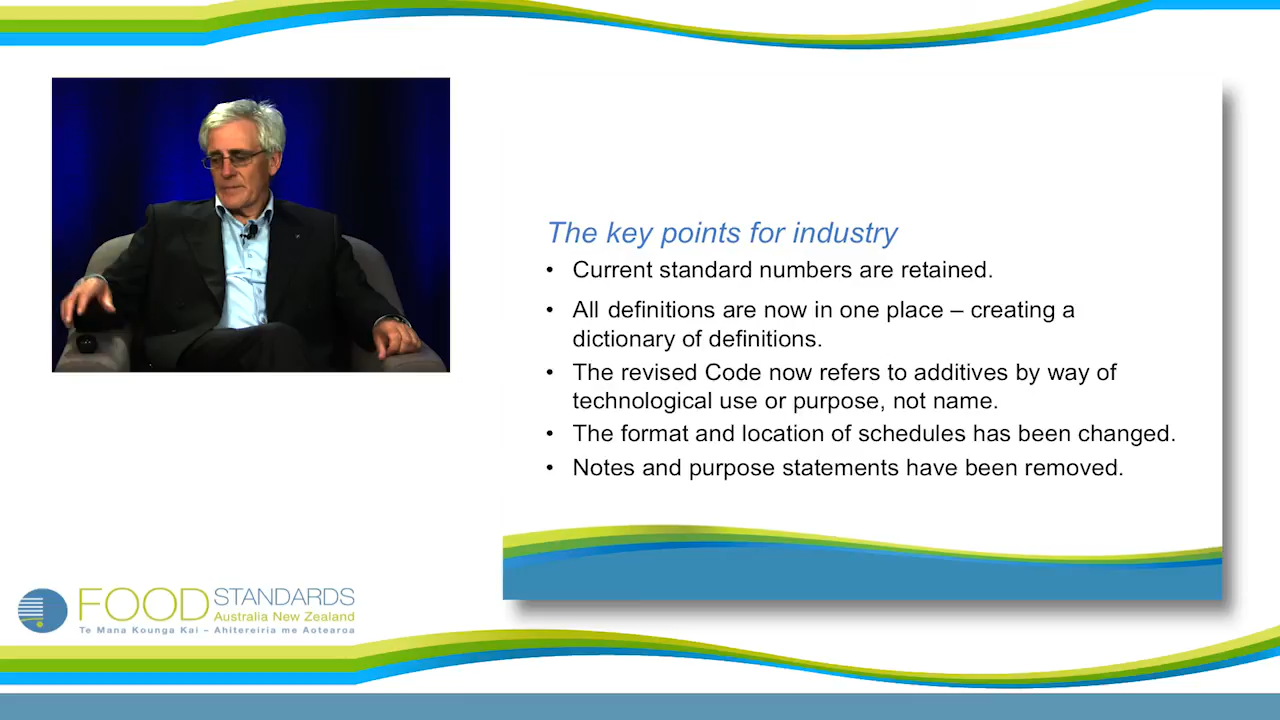 The key points for industry
• Current standard numbers are retained.
• All definitions are now in one place – creating a
dictionary of definitions.
• The revised Code now refers to additives by way of
technological use or purpose, not name.
• The format and location of schedules has been changed.
• Notes and purpose statements have been removed.
FOOD STANDARDS
Australia New Zealand
Te Mana Kounga Kai – Ahitereiria me Aotearoa